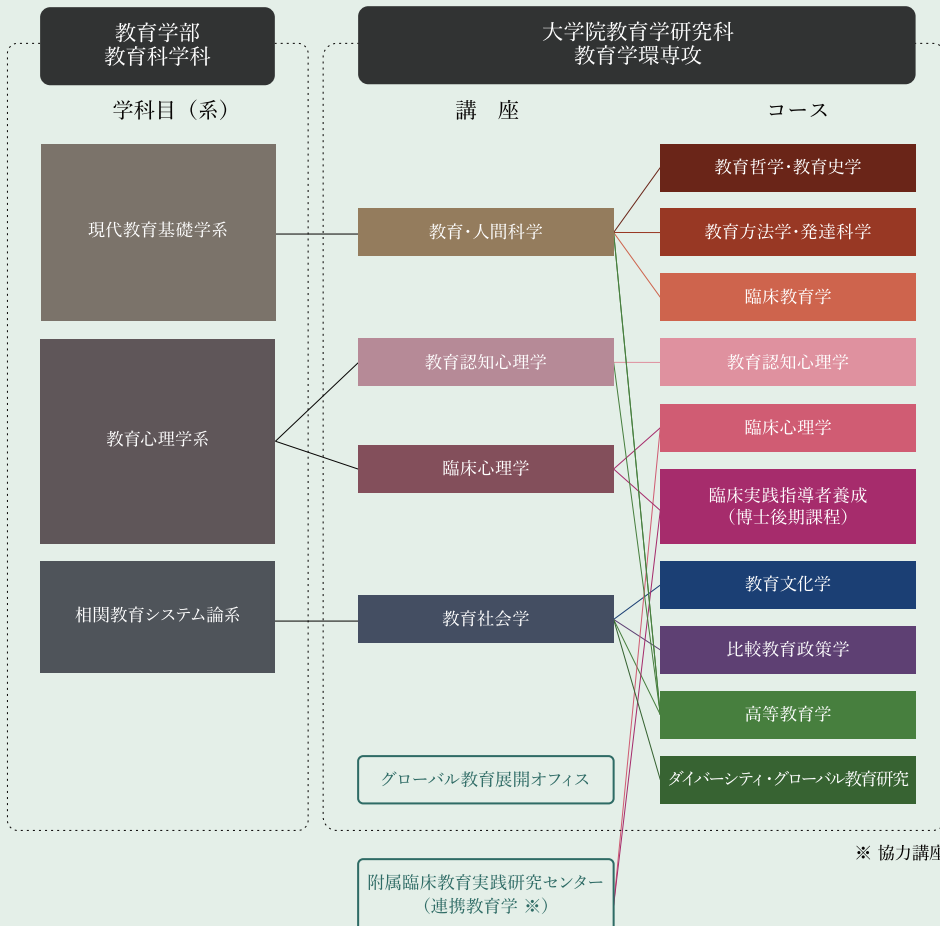 教育学部
教育科学科
大学院教育学研究科
教育学環専攻
学科目（系）
講　座
コース
現代教育基礎学系
教育心理学系
相関教育システム論系
教育・人間科学
教育認知心理学
臨床心理学
教育社会学
グローバル教育展開オフィス
附属臨床教育実践研究センター
（連携教育学 ※）
教育哲学・教育史学
教育方法学・発達科学
臨床教育学
教育認知心理学
臨床心理学
臨床実践指導者養成
（博士後期課程）
教育文化学
比較教育政策学
高等教育学
ダイバーシティ・グローバル教育研究
※ 協力講座